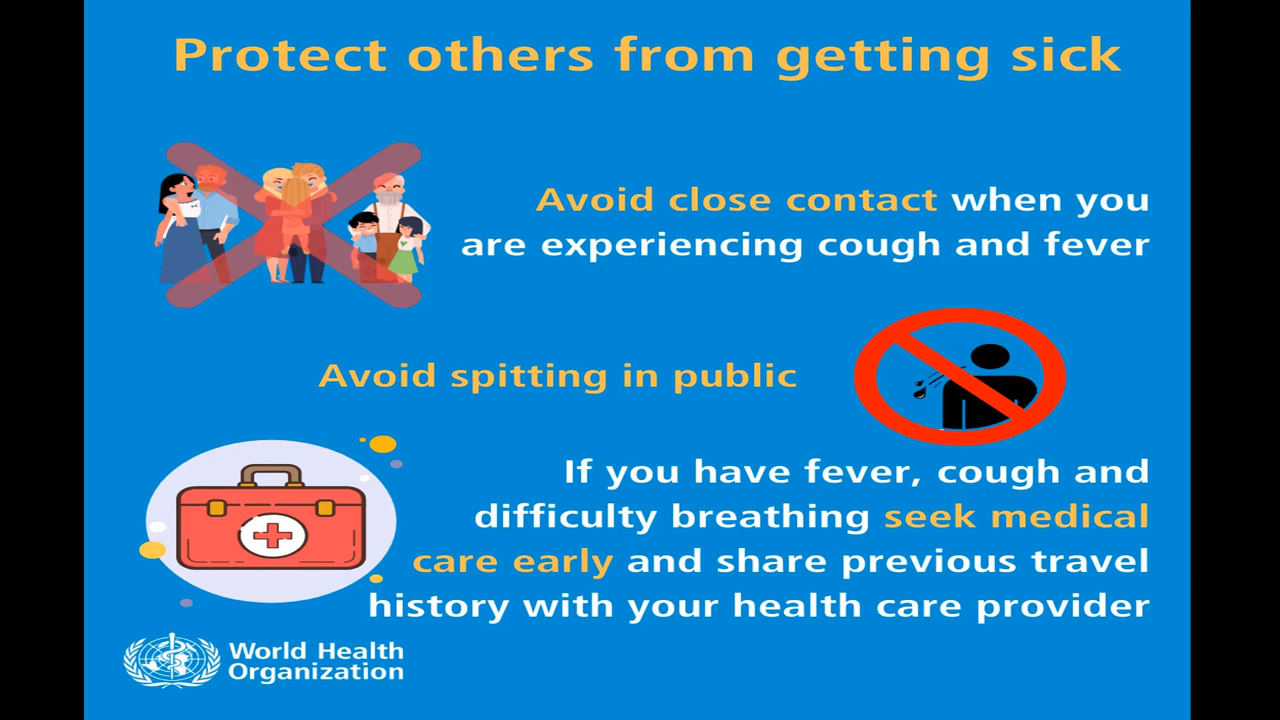 Protect others from getting sick
Avoid close contact when you
are experiencing cough and fever
Avoid spitting in public
If you have fever, cough and
difficulty breathing seek medical
care early and share previous travel
history with your health care provider
World Health
Organization